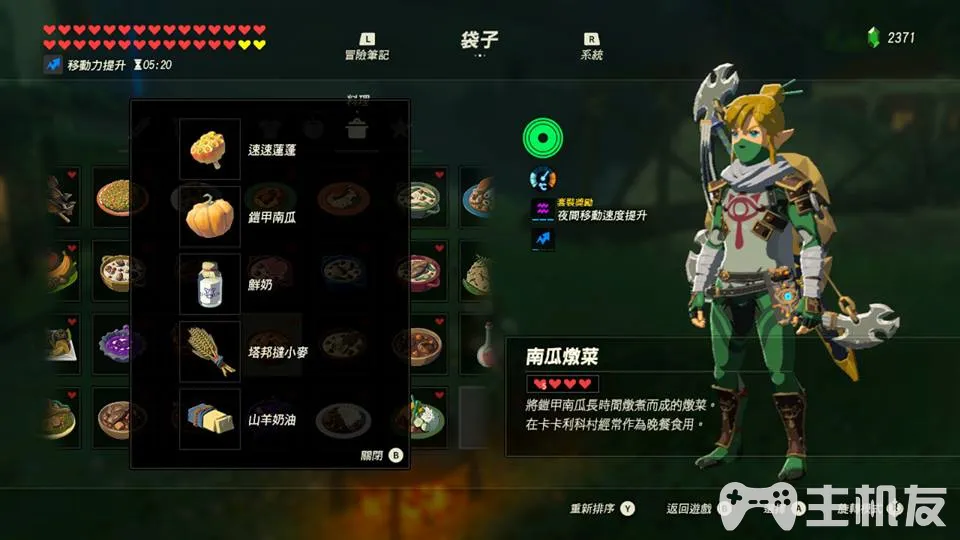 L
冒險筆記
袋子
R
系統
2371
移動力提升 05:20
料理
速速蓮蓬
鎧甲南瓜
鮮奶
塔邦撻小麥
山羊奶油
關閉 B
套裝獎勵
夜間移動速度提升
南瓜燉菜
將鎧甲南瓜長時間燉煮而成的燉菜。
在卡卡利科村經常作為晚餐食用。
重新排序 Y
返回遊戲
主机友